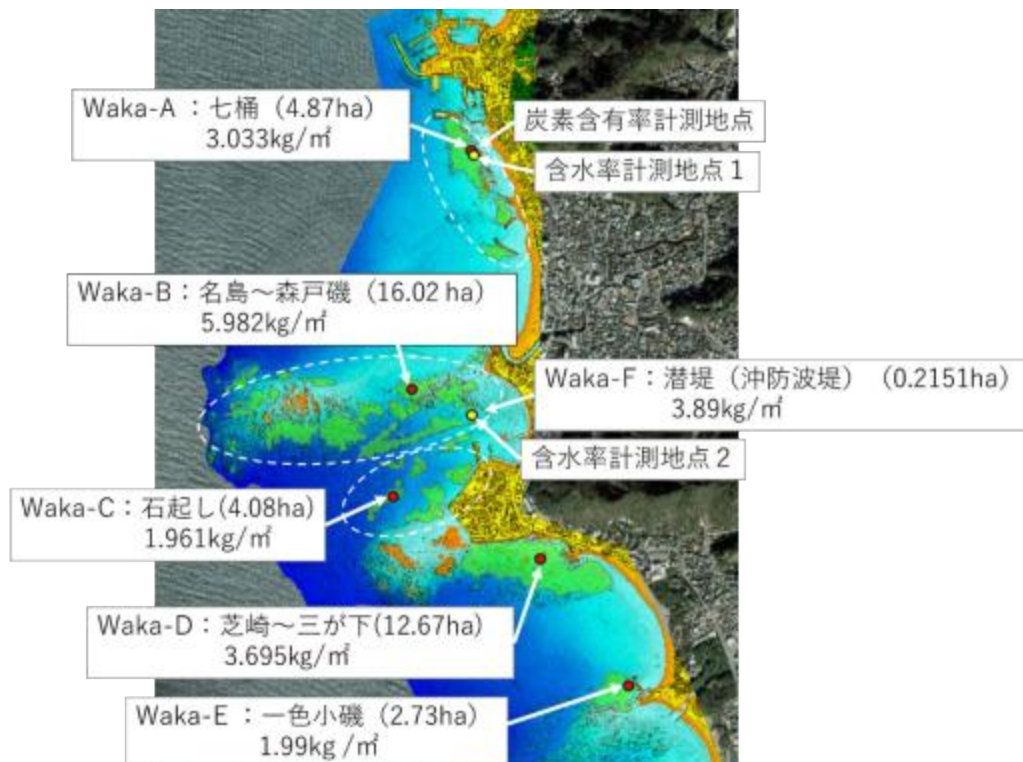 Waka-A：七桶（4.87ha）
3.033kg/㎡
炭素含有率計測地点
含水率計測地点１
Waka-B：名島～森戸磯（16.02 ha）
5.982kg/㎡
Waka-F：潜堤（沖防波堤）（0.2151ha）
3.89kg/㎡
含水率計測地点２
Waka-C：石起し(4.08ha)
1.961kg/㎡
Waka-D：芝崎～三が下(12.67ha)
3.695kg/㎡
Waka-E：一色小磯（2.73ha）
1.99kg /㎡